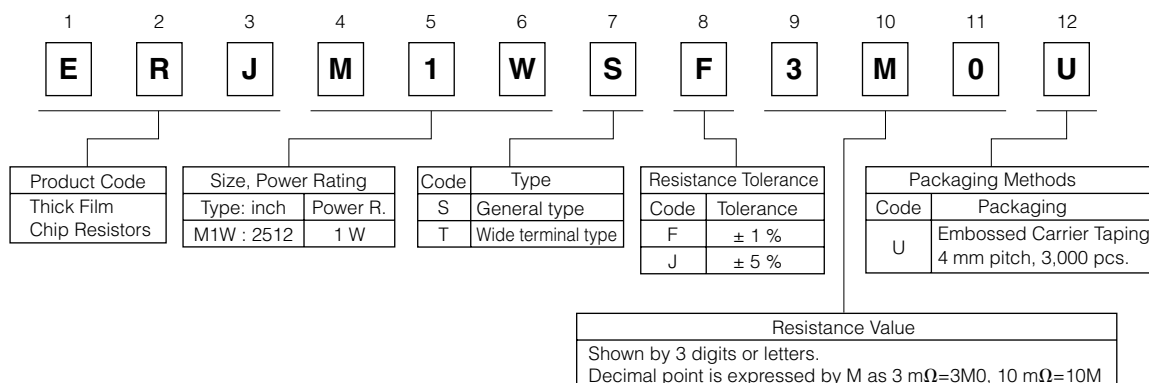 1 2 3 4 5 6 7 8 9 10 11 12
E R J M 1 W S F 3 M 0 U
Product Code
Thick Film
Chip Resistors
Size, Power Rating
Type: inch Power R.
M1W : 2512 1 W
Code Type
S General type
T Wide terminal type
Resistance Tolerance
Code Tolerance
F ± 1 %
J ± 5 %
Packaging Methods
Code Packaging
U Embossed Carrier Taping
4 mm pitch, 3,000 pcs.
Resistance Value
Shown by 3 digits or letters.
Decimal point is expressed by M as 3 mΩ=3M0, 10 mΩ=10M